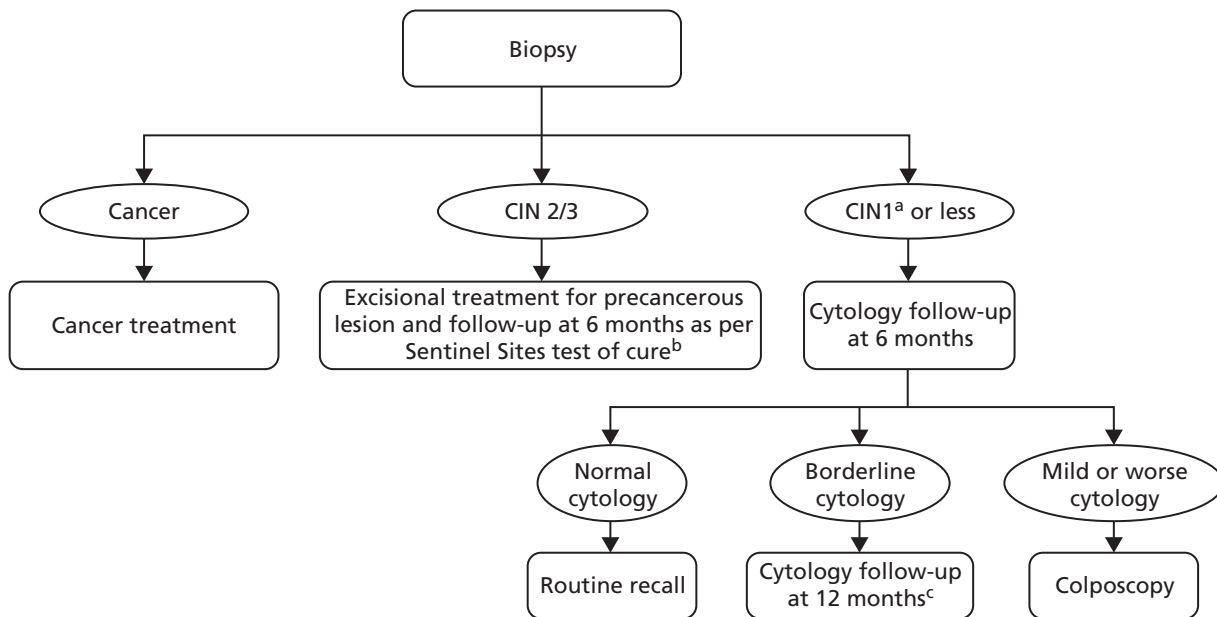 Biopsy
Cancer
CIN 2/3
CIN1a or less
Cancer treatment
Excisional treatment for precancerous
lesion and follow-up at 6 months as per
Sentinel Sites test of cureb
Cytology follow-up
at 6 months
Normal
cytology
Borderline
cytology
Mild or worse
cytology
Routine recall
Cytology follow-up
at 12 monthsc
Colposcopy